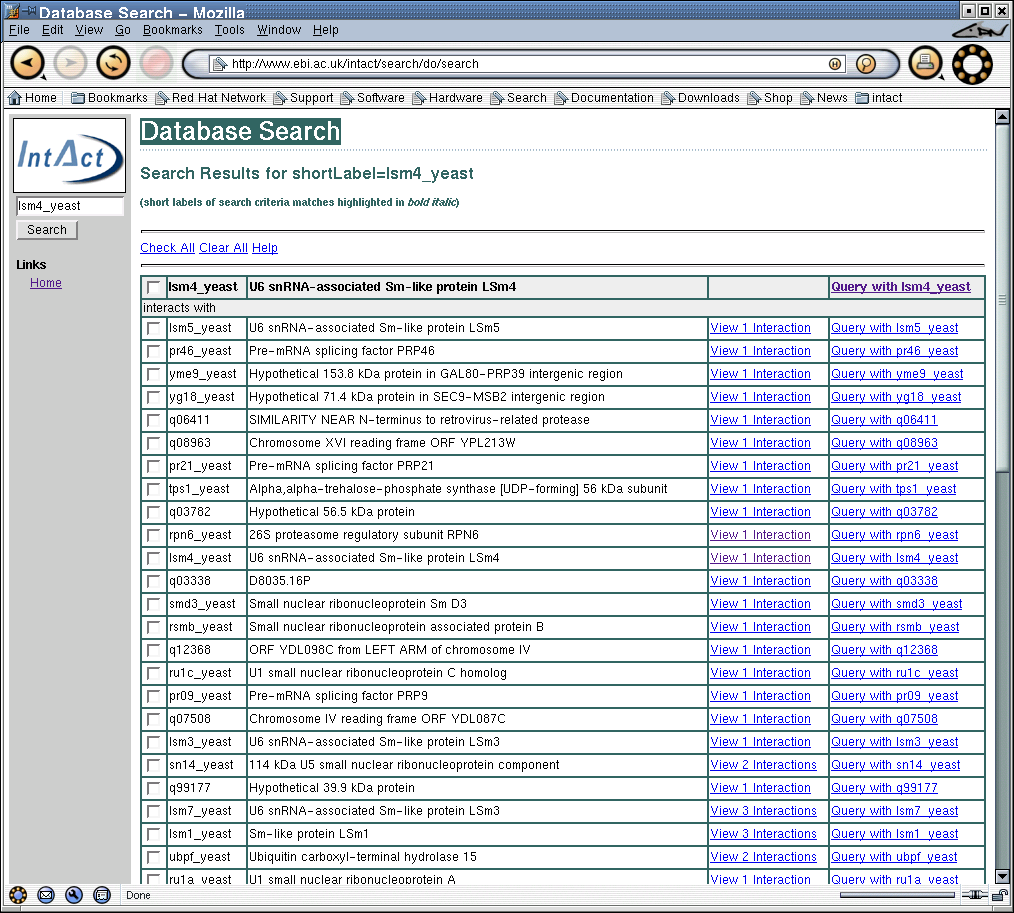 Database Search – Mozilla
File Edit View Go Bookmarks Tools Window Help
http://www.ebi.ac.uk/intact/search/do/search
Home Bookmarks Red Hat Network Support Software Hardware Search Documentation Downloads Shop News intact
IntAct
lsm4_yeast
Search
Links
Home
Database Search
Search Results for shortLabel=lsm4_yeast
(short labels of search criteria matches highlighted in bold italic)
Check All Clear All Help
lsm4_yeast U6 snRNA-associated Sm-like protein LSm4 Query with lsm4_yeast
interacts with
lsm5_yeast U6 snRNA-associated Sm-like protein LSm5 View 1 Interaction Query with lsm5_yeast
pr46_yeast Pre-mRNA splicing factor PRP46 View 1 Interaction Query with pr46_yeast
yme9_yeast Hypothetical 153.8 kDa protein in GAL80-PRP39 intergenic region View 1 Interaction Query with yme9_yeast
yg18_yeast Hypothetical 71.4 kDa protein in SEC9-MSB2 intergenic region View 1 Interaction Query with yg18_yeast
q06411 SIMILARITY NEAR N-terminus to retrovirus-related protease View 1 Interaction Query with q06411
q08963 Chromosome XVI reading frame ORF YPL213W View 1 Interaction Query with q08963
pr21_yeast Pre-mRNA splicing factor PRP21 View 1 Interaction Query with pr21_yeast
tps1_yeast Alpha,alpha-trehalose-phosphate synthase [UDP-forming] 56 kDa subunit View 1 Interaction Query with tps1_yeast
q03782 Hypothetical 56.5 kDa protein View 1 Interaction Query with q03782
rpn6_yeast 26S proteasome regulatory subunit RPN6 View 1 Interaction Query with rpn6_yeast
lsm4_yeast U6 snRNA-associated Sm-like protein LSm4 View 1 Interaction Query with lsm4_yeast
q03338 D8035.16P View 1 Interaction Query with q03338
smd3_yeast Small nuclear ribonucleoprotein Sm D3 View 1 Interaction Query with smd3_yeast
rsmb_yeast Small nuclear ribonucleoprotein associated protein B View 1 Interaction Query with rsmb_yeast
q12368 ORF YDL098C from LEFT ARM of chromosome IV View 1 Interaction Query with q12368
ru1c_yeast U1 small nuclear ribonucleoprotein C homolog View 1 Interaction Query with ru1c_yeast
pr09_yeast Pre-mRNA splicing factor PRP9 View 1 Interaction Query with pr09_yeast
q07508 Chromosome IV reading frame ORF YDL087C View 1 Interaction Query with q07508
lsm3_yeast U6 snRNA-associated Sm-like protein LSm3 View 1 Interaction Query with lsm3_yeast
sn14_yeast 114 kDa U5 small nuclear ribonucleoprotein component View 2 Interactions Query with sn14_yeast
q99177 Hypothetical 39.9 kDa protein View 1 Interaction Query with q99177
lsm7_yeast U6 snRNA-associated Sm-like protein LSm3 View 3 Interactions Query with lsm7_yeast
lsm1_yeast Sm-like protein LSm1 View 3 Interactions Query with lsm1_yeast
ubpf_yeast Ubiquitin carboxyl-terminal hydrolase 15 View 2 Interactions Query with ubpf_yeast
ru1a_yeast U1 small nuclear ribonucleoprotein A View 1 Interaction Query with ru1a_yeast
Done